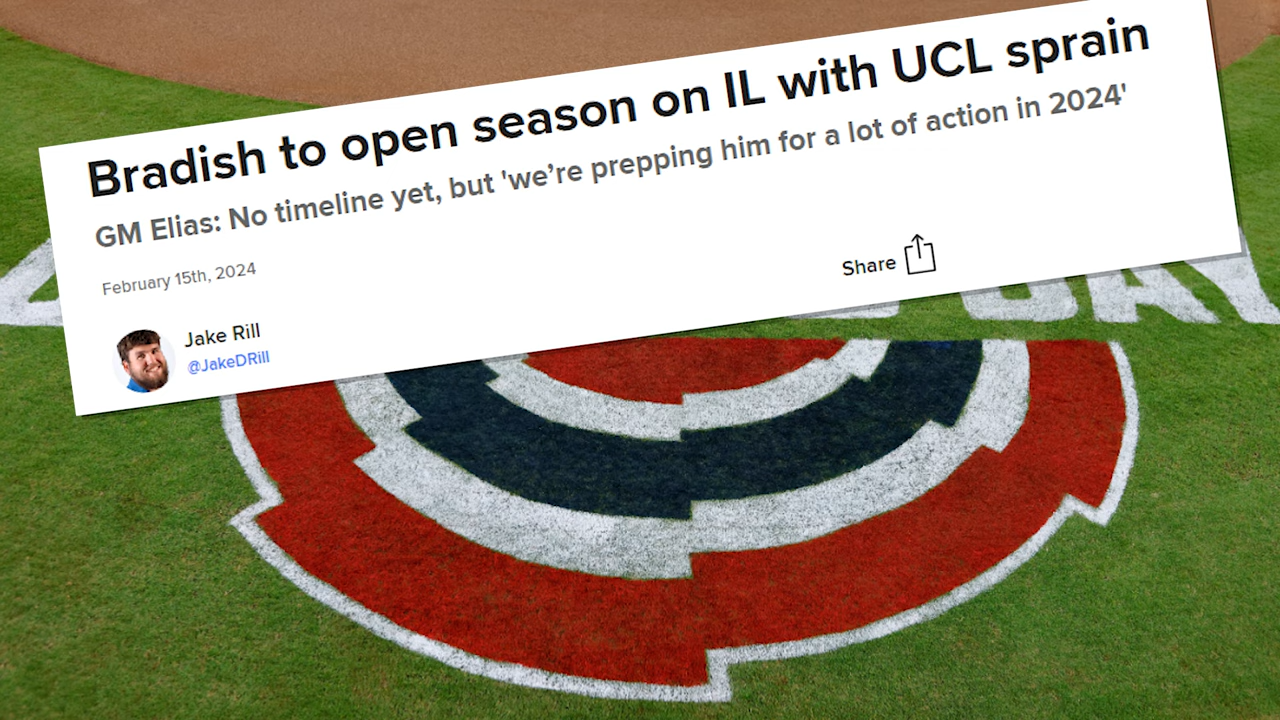 Bradish to open season on IL with UCL sprain
GM Elias: No timeline yet, but 'we're prepping him for a lot of action in 2024'
February 15th, 2024
Share
Jake Rill
@JakeDRill
DAY